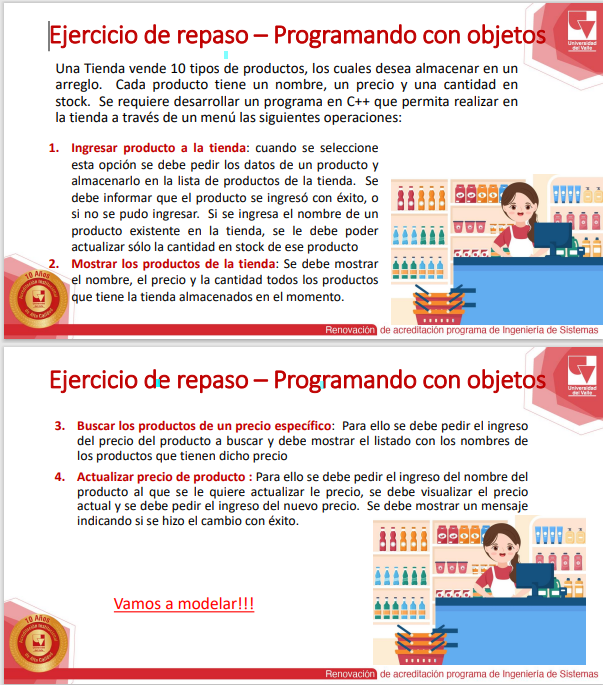 Ejercicio de repaso – Programando con objetos
Universidad
del Valle
Una Tienda vende 10 tipos de productos, los cuales desea almacenar en un
arreglo. Cada producto tiene un nombre, un precio y una cantidad en
stock. Se requiere desarrollar un programa en C++ que permita realizar en
la tienda a través de un menú las siguientes operaciones:
1. Ingresar producto a la tienda: cuando se seleccione
esta opción se debe pedir los datos de un producto y
almacenarlo en la lista de productos de la tienda. Se
debe informar que el producto se ingresó con éxito, o
si no se pudo ingresar. Si se ingresa el nombre de un
producto existente en la tienda, se le debe poder
actualizar sólo la cantidad en stock de ese producto
2. Mostrar los productos de la tienda: Se debe mostrar
el nombre, el precio y la cantidad todos los productos
que tiene la tienda almacenados en el momento.
10 Años
Renovación de acreditación programa de Ingeniería de Sistemas
Ejercicio de repaso – Programando con objetos
Universidad
del Valle
3. Buscar los productos de un precio específico: Para ello se debe pedir el ingreso
del precio del producto a buscar y debe mostrar el listado con los nombres de
los productos que tienen dicho precio
4. Actualizar precio de producto : Para ello se debe pedir el ingreso del nombre del
producto al que se le quiere actualizar le precio, se debe visualizar el precio
actual y se debe pedir el ingreso del nuevo precio. Se debe mostrar un mensaje
indicando si se hizo el cambio con éxito.
Vamos a modelar!!!
10 Años
Renovación de acreditación programa de Ingeniería de Sistemas